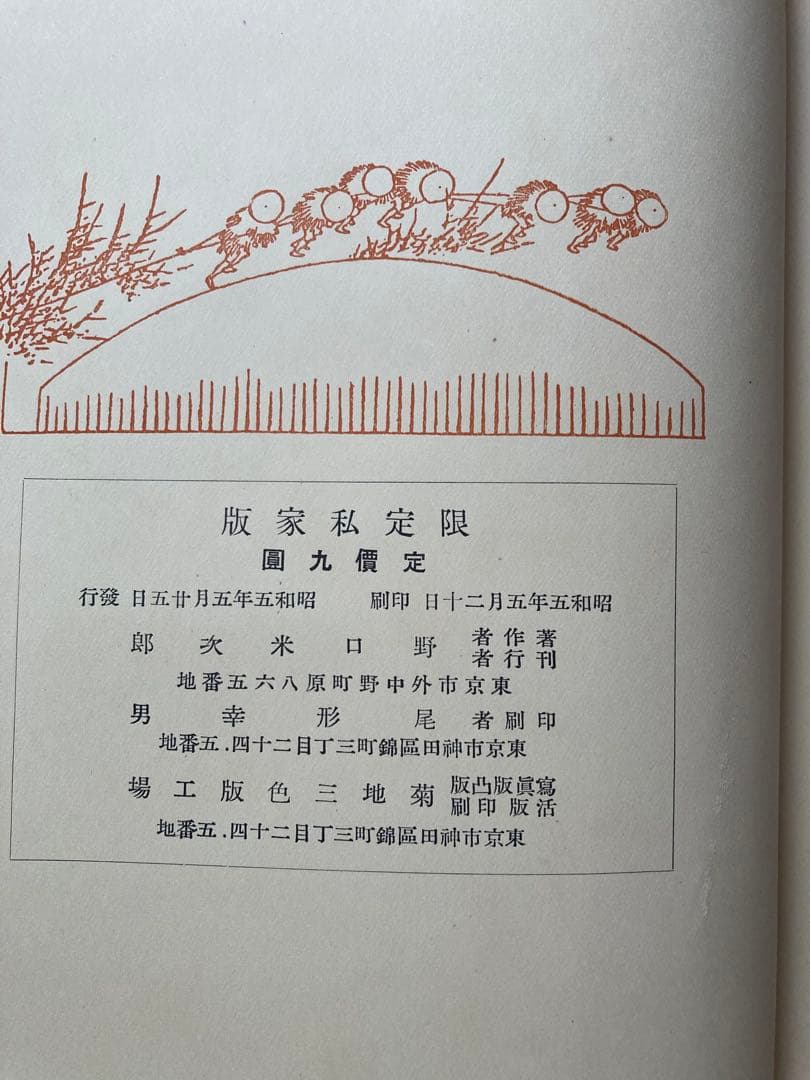 限定私家版
定價九圓
昭和五年五月二十日 印刷 昭和五年五月廿五日 發行
著作者
刊行者
野口米次郎
東京市外中野町原八六五番地
印刷者 尾形幸男
東京市神田區錦町三丁目二十四．五番地
寫眞版凸版
活版印刷
菊地三色版工場
東京市神田區錦町三丁目二十四．五番地